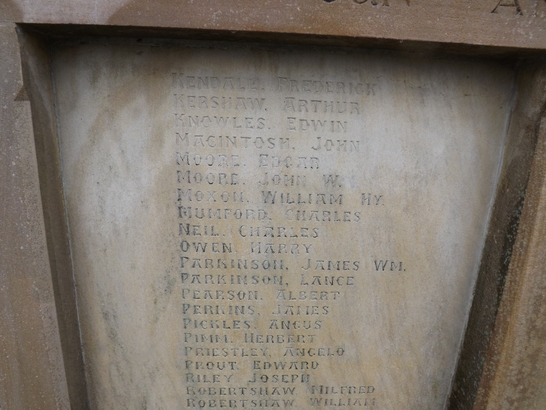 KENDALL, FREDERICK
KERSHAW, ARTHUR
KNOWLES, EDWIN
MACINTOSH, JOHN
MOORE, EDGAR
MOORE, JOHN W.
MOXON, WILLIAM HY.
MUMFORD, CHARLES
NEIL, CHARLES
OWEN, HARRY
PARKINSON, JAMES WM.
PARKINSON, LANCE
PEARSON, ALBERT
PERKINS, JAMES
PICKLES, ANGUS
HERBERT
PRIESTLEY, ANGELO
PROUT, EDWARD
RILEY, JOSEPH
ROBERTSHAW, MILFRED
ROBERTSHAW, WILLIAM